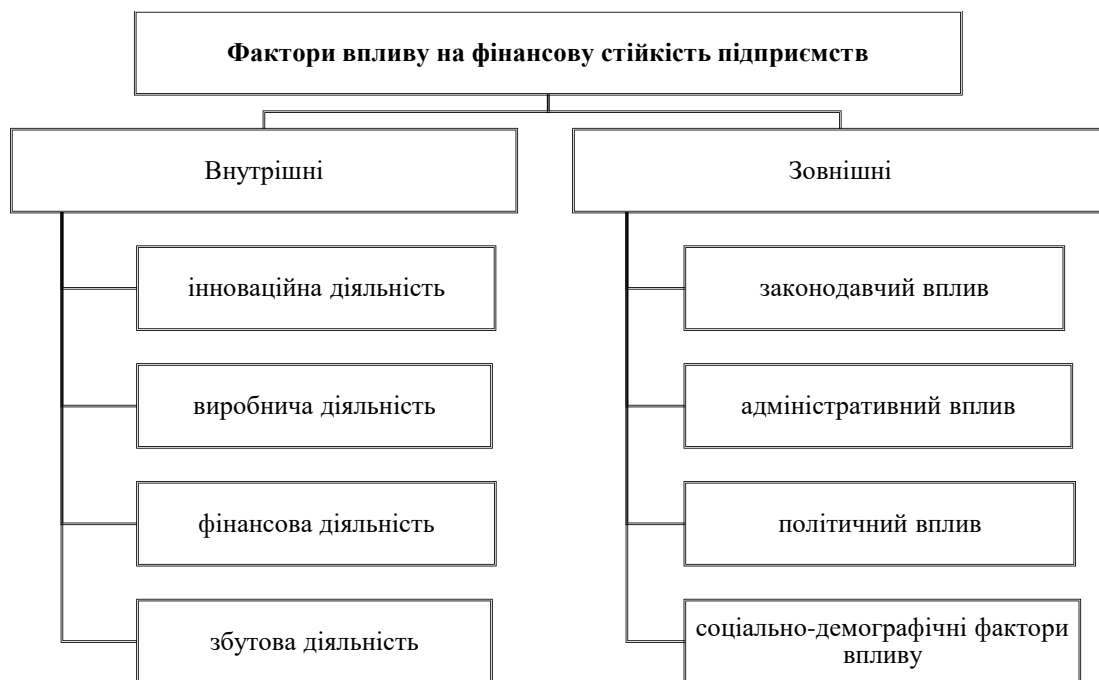 Фактори впливу на фінансову стійкість підприємств
Внутрішні
Зовнішні
інноваційна діяльність
законодавчий вплив
виробнича діяльність
адміністративний вплив
фінансова діяльність
політичний вплив
збутова діяльність
соціально-демографічні фактори
впливу